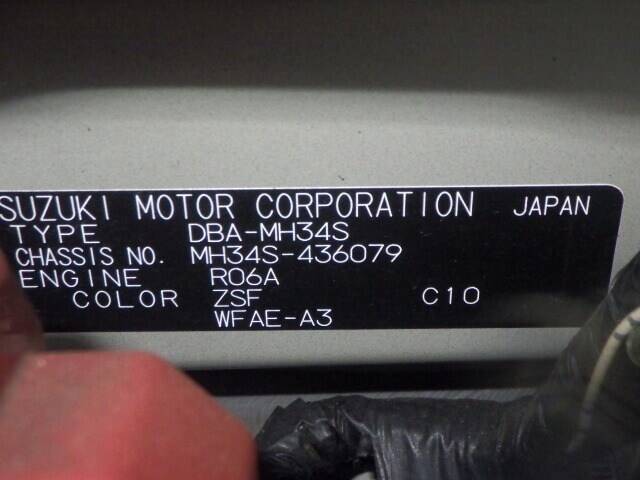 SUZUKI MOTOR CORPORATION JAPAN
TYPE DBA-MH34S
CHASSIS NO. MH34S-436079
ENGINE R06A
COLOR ZSF C10
WFAE-A3